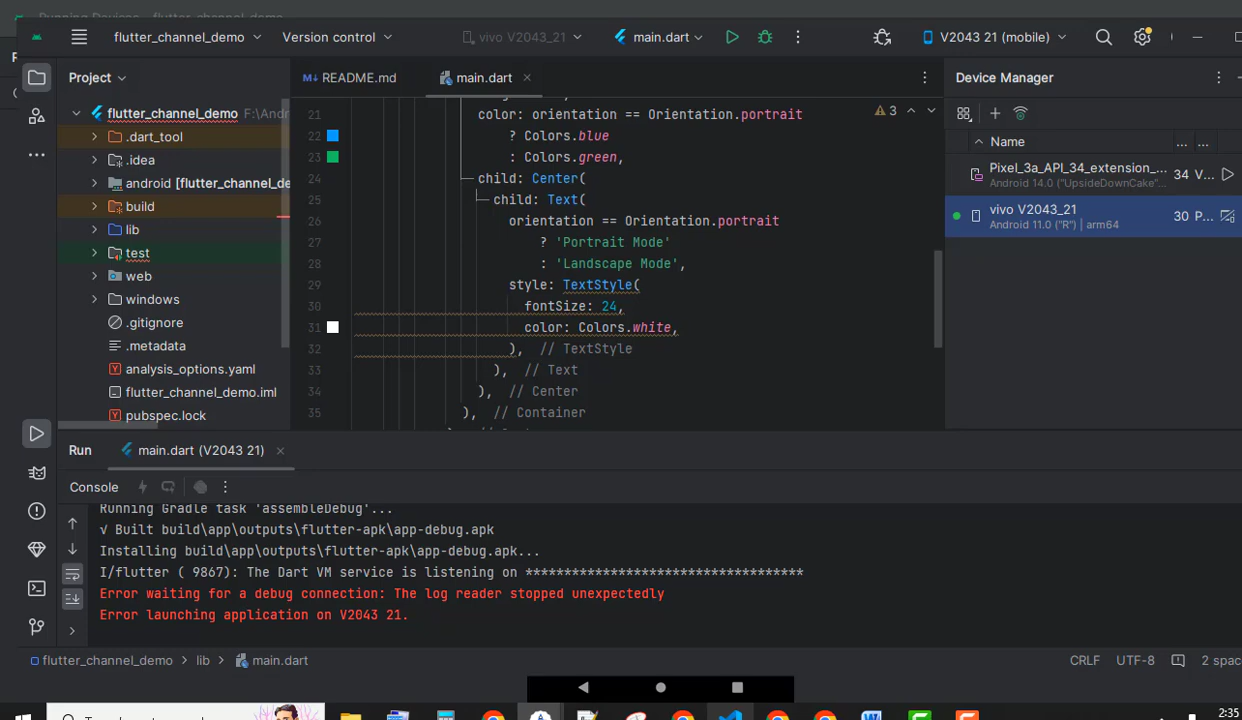 Running Devices - flutter_channel_demo
flutter_channel_demo
Version control
vivo V2043_21
main.dart
V2043 21 (mobile)
Project
README.md
main.dart
Device Manager
flutter_channel_demo F:\Andr
.dart_tool
.idea
android [flutter_channel_de
build
lib
test
web
windows
.gitignore
.metadata
analysis_options.yaml
flutter_channel_demo.iml
pubspec.lock
3
21 color: orientation == Orientation.portrait
22 ? Colors.blue
23 : Colors.green,
24 child: Center(
25 child: Text(
26 orientation == Orientation.portrait
27 ? 'Portrait Mode'
28 : 'Landscape Mode',
29 style: TextStyle(
30 fontSize: 24,
31 color: Colors.white,
32 ), // TextStyle
33 ), // Text
34 ), // Center
35 ), // Container
Name ... ...
Pixel_3a_API_34_extension_... 34 V...
Android 14.0 ("UpsideDownCake"...
vivo V2043_21 30 P...
Android 11.0 ("R") | arm64
Run main.dart (V2043 21)
Console
Running Gradle task 'assembleDebug'...
√ Built build\app\outputs\flutter-apk\app-debug.apk
Installing build\app\outputs\flutter-apk\app-debug.apk...
I/flutter ( 9867): The Dart VM service is listening on ************************************
Error waiting for a debug connection: The log reader stopped unexpectedly
Error launching application on V2043 21.
flutter_channel_demo > lib > main.dart
CRLF UTF-8 2 spac
2:35